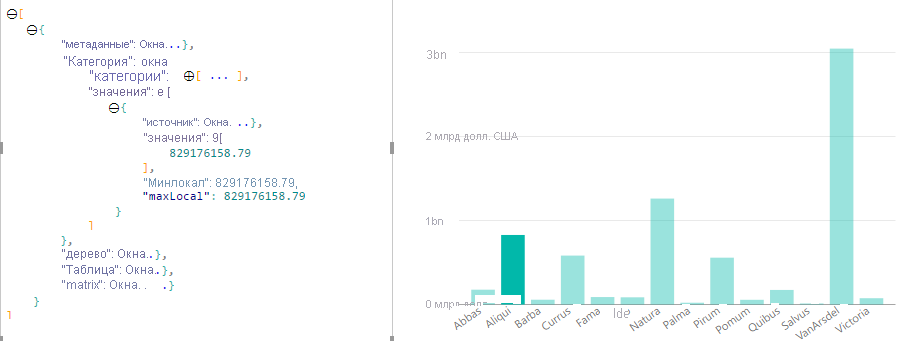 [
{
"метаданные": Окна...},
"Категория": окна
"категории": [ ... ],
"значения": e [
{
"источник": Окна. ..},
"значения": 9[
829176158.79
],
"Минлокал": 829176158.79,
"maxLocal": 829176158.79
}
]
},
"дерево": Окна..},
"Таблица": Окна..},
"matrix": Окна. . .}
}
]
3bn
2 млрд долл. США
1bn
0 млрд долл.
Abbas
Aliqui
Barba
Currus
Fama
Ide
Natura
Palma
Pirum
Pomum
Quibus
Salvus
VanArsdel
Victoria